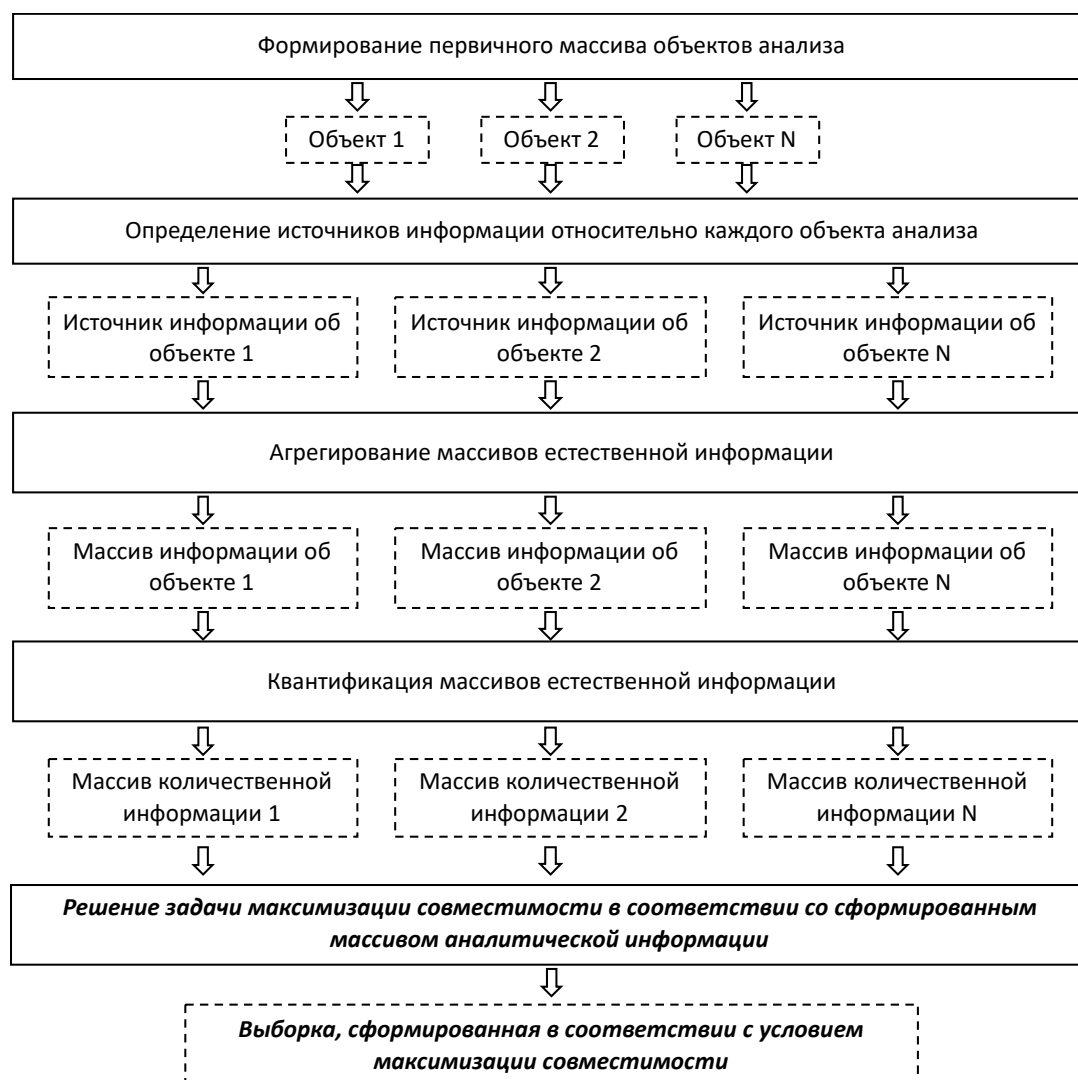 Формирование первичного массива объектов анализа
Объект 1
Объект 2
Объект N
Определение источников информации относительно каждого объекта анализа
Источник информации об
объекте 1
Источник информации об
объекте 2
Источник информации об
объекте N
Агрегирование массивов естественной информации
Массив информации об
объекте 1
Массив информации об
объекте 2
Массив информации об
объекте N
Квантификация массивов естественной информации
Массив количественной
информации 1
Массив количественной
информации 2
Массив количественной
информации N
Решение задачи максимизации совместимости в соответствии со сформированным
массивом аналитической информации
Выборка, сформированная в соответствии с условием
максимизации совместимости